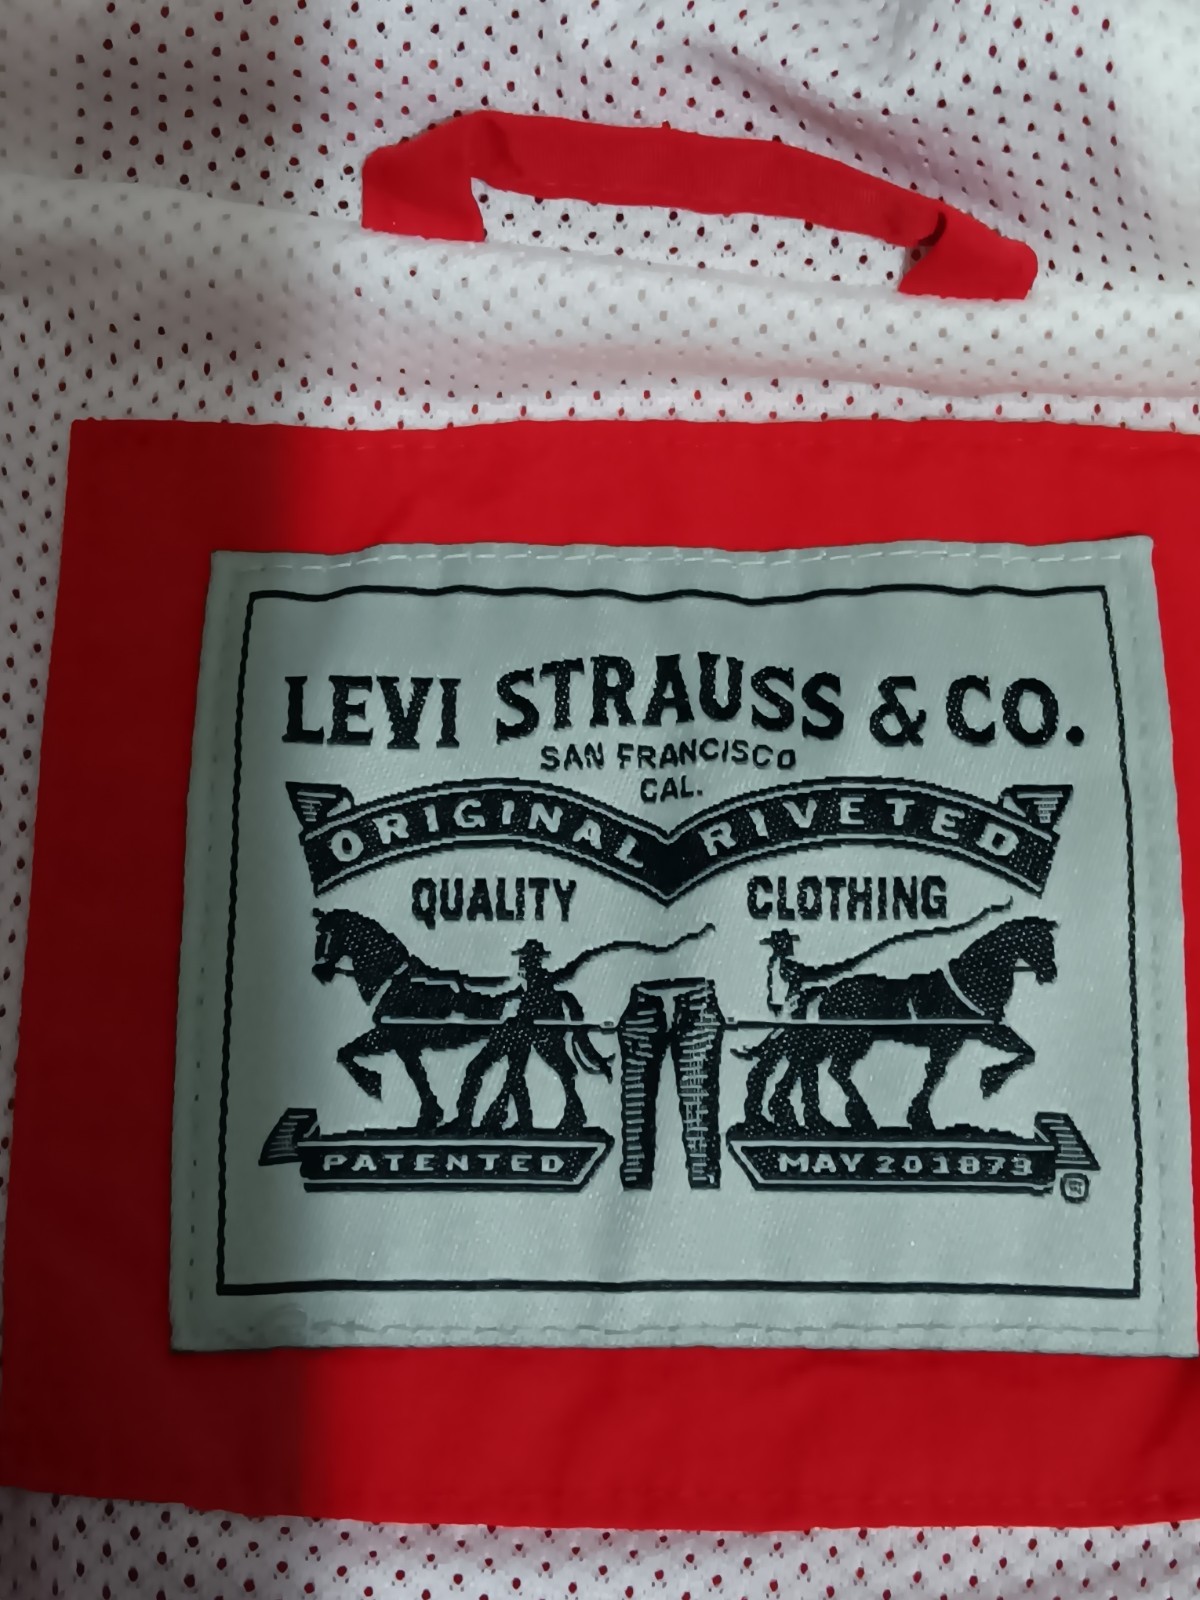 LEVI STRAUSS & CO.
SAN FRANCISCO
CAL.
ORIGINAL RIVETED
QUALITY CLOTHING
PATENTED MAY 20 1873
®